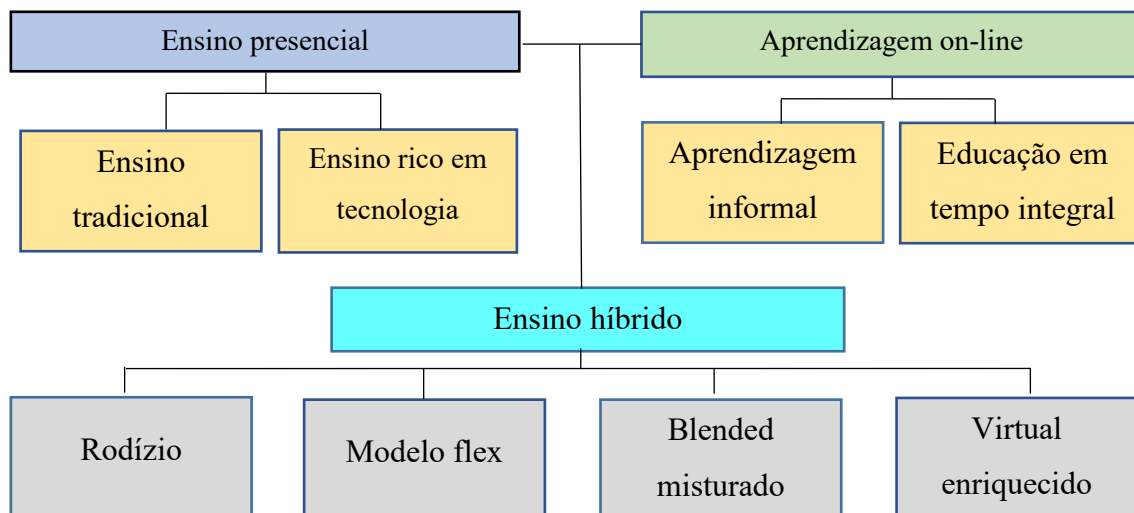 Ensino presencial
Aprendizagem on-line
Ensino
tradicional
Ensino rico em
tecnologia
Aprendizagem
informal
Educação em
tempo integral
Ensino híbrido
Rodízio
Modelo flex
Blended
misturado
Virtual
enriquecido